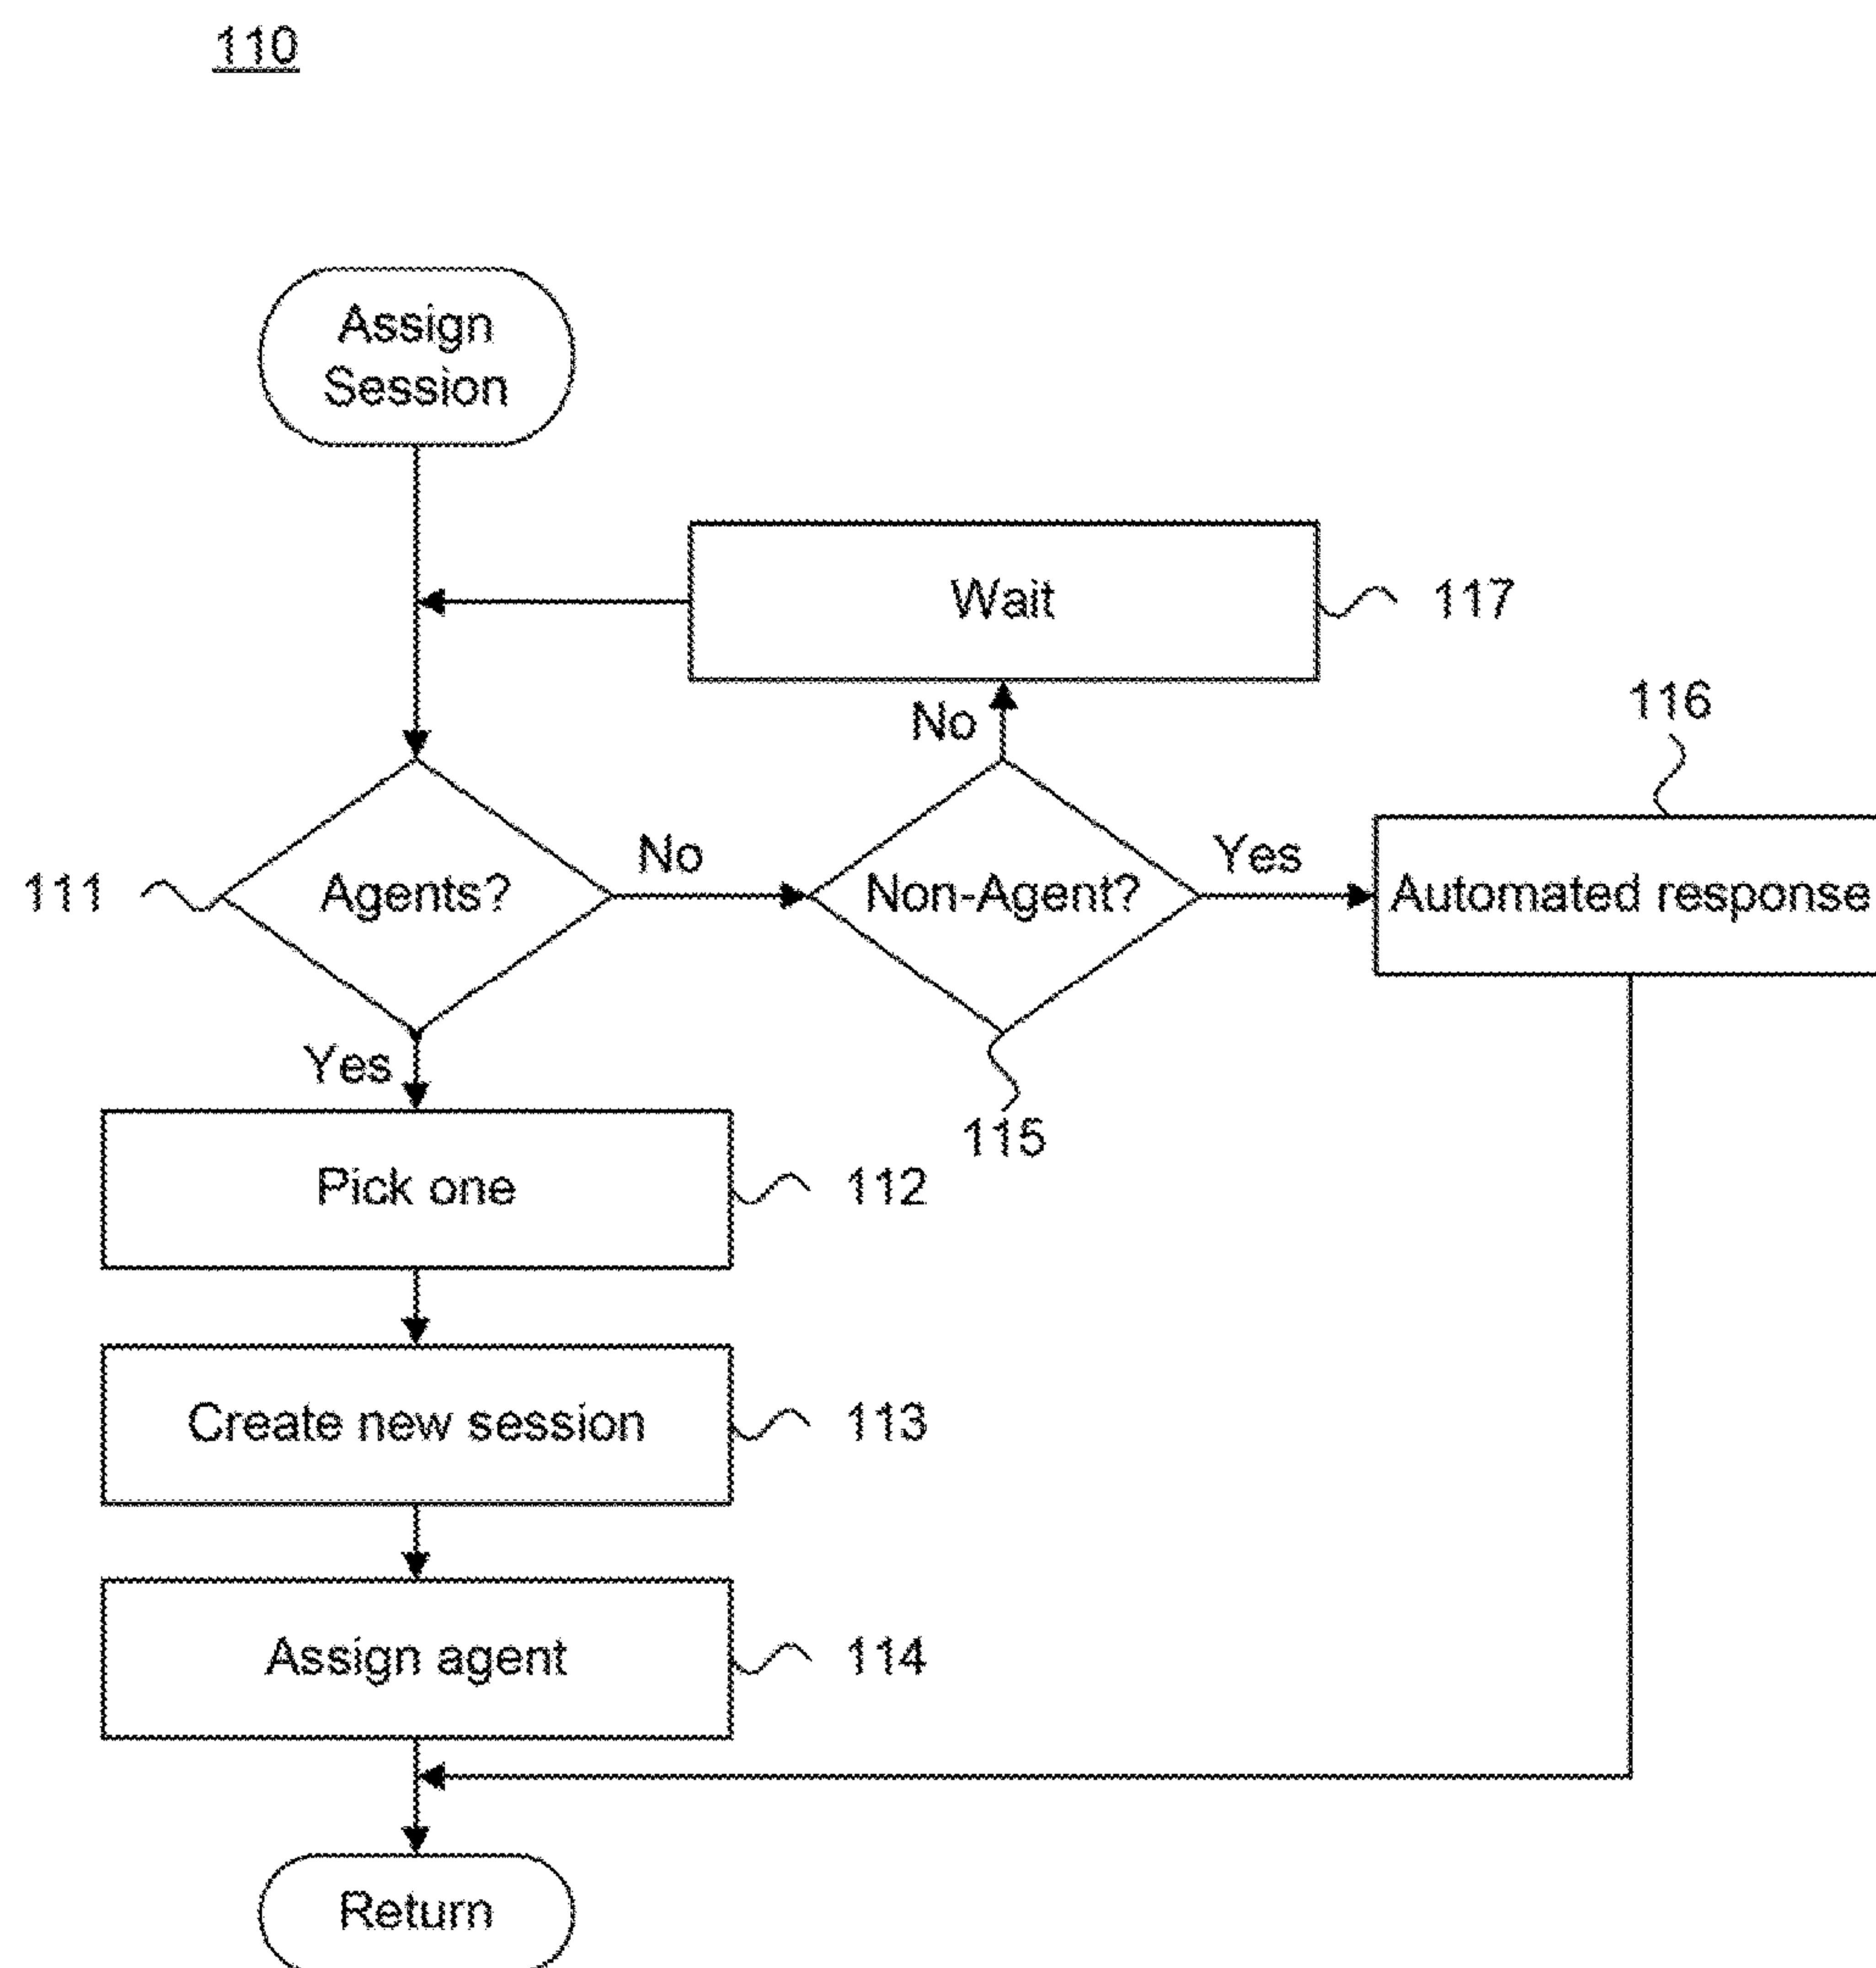 110
Assign
Session
Wait
117
No
116
111
Agents?
No
Non-Agent?
Yes
Automated response
Yes
115
Pick one
112
Create new session
113
Assign agent
114
Return